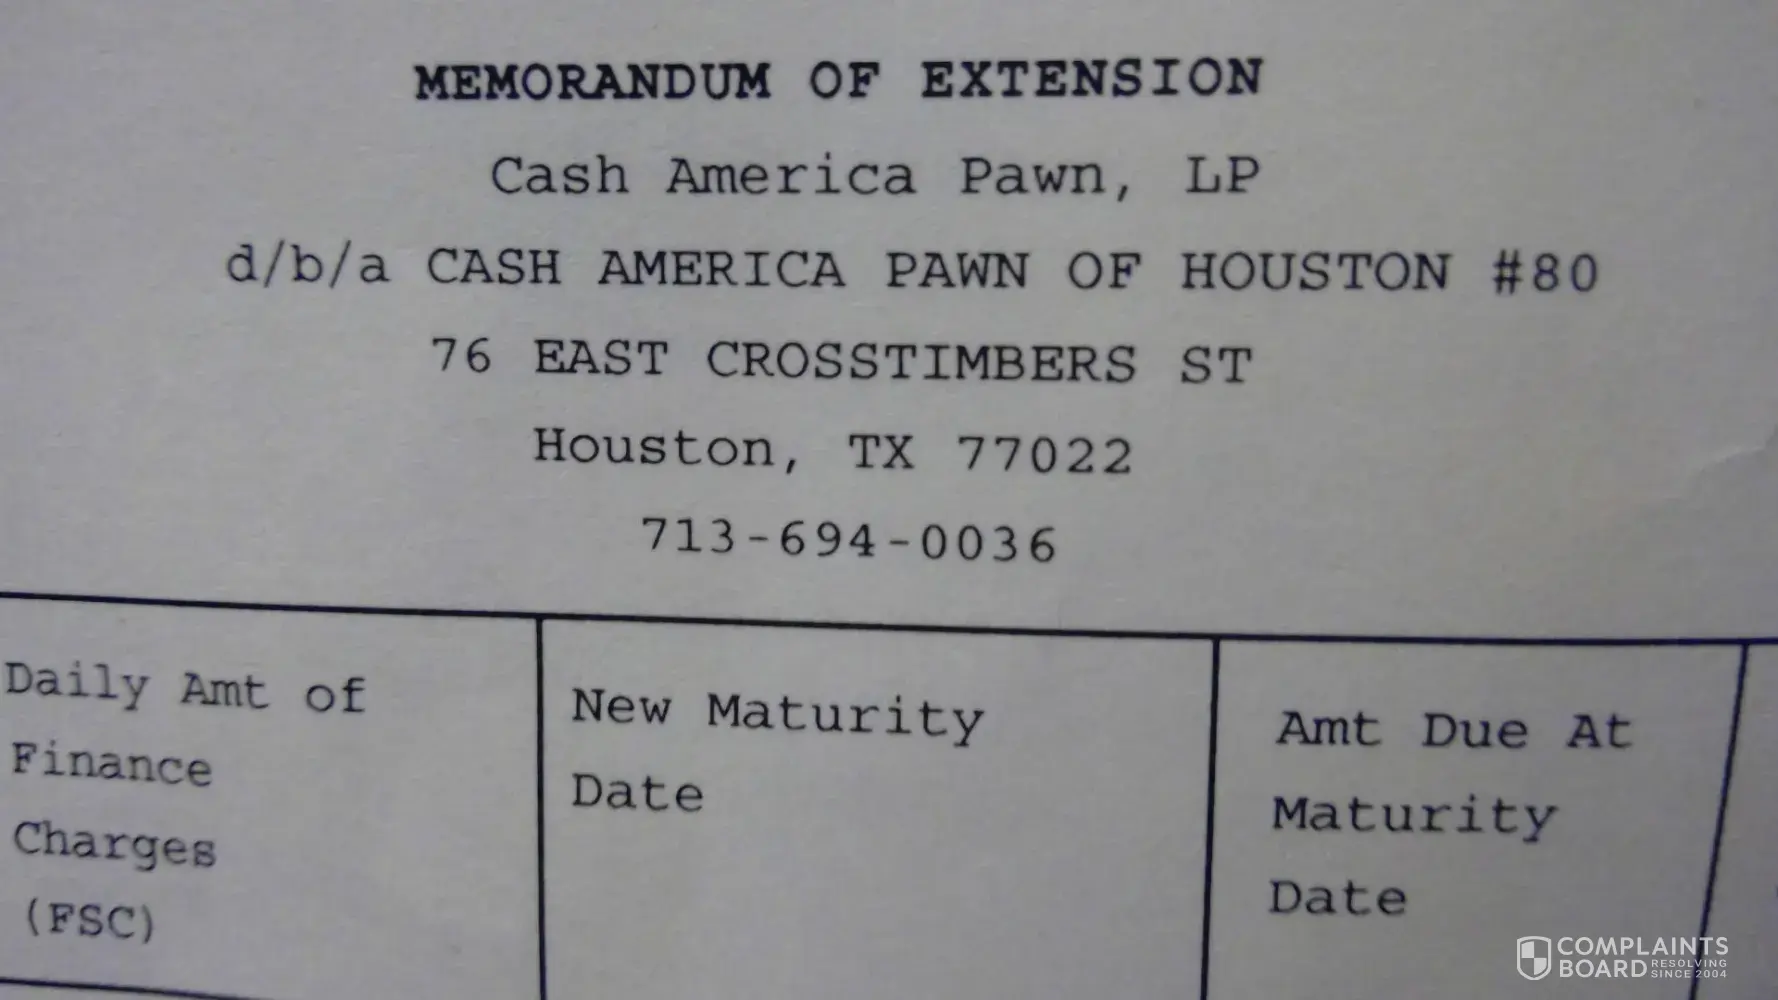 MEMORANDUM OF EXTENSION
Cash America Pawn, LP
d/b/a CASH AMERICA PAWN OF HOUSTON #80
76 EAST CROSSTIMBERS ST
Houston, TX 77022
713-694-0036
Daily Amt of
Finance
Charges
(FSC)
New Maturity
Date
Amt Due At
Maturity
Date
COMPLAINTS
BOARD RESOLVING
SINCE 2004